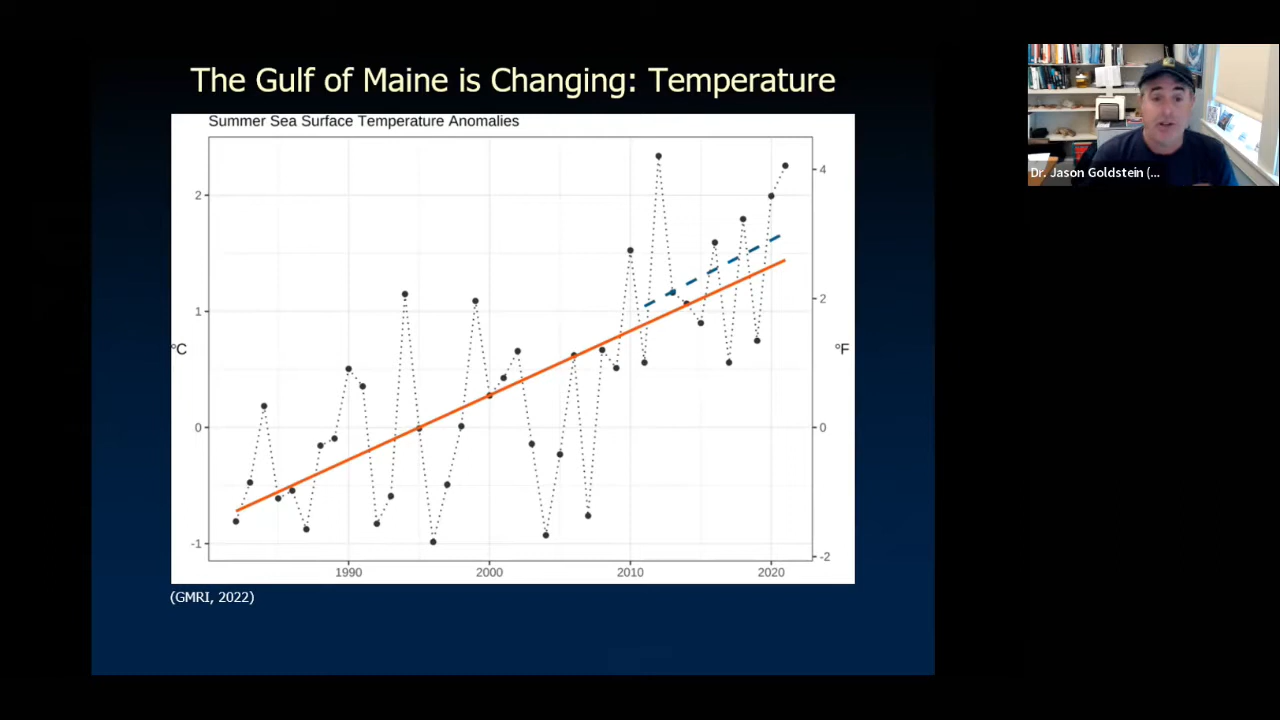 The Gulf of Maine is Changing: Temperature
Summer Sea Surface Temperature Anomalies
2
1
0
-1
°C
4
2
0
-2
°F
1990
2000
2010
2020
(GMRI, 2022)
Dr. Jason Goldstein (...